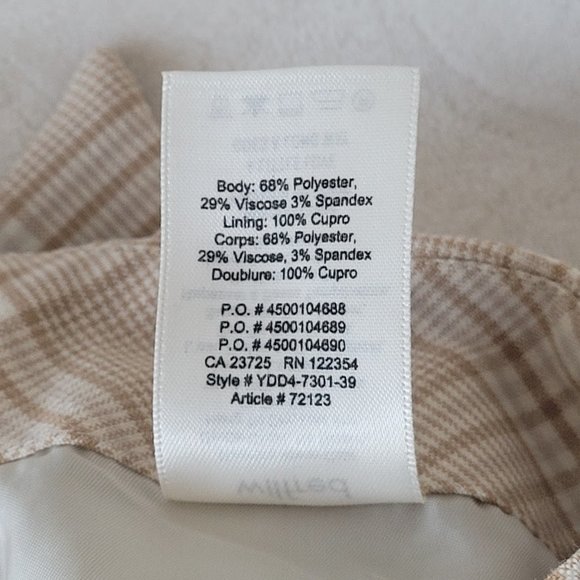 Body: 68% Polyester,
29% Viscose 3% Spandex
Lining: 100% Cupro
Corps: 68% Polyester,
29% Viscose, 3% Spandex
Doublure: 100% Cupro
P.O. # 4500104688
P.O. # 4500104689
P.O. # 4500104690
CA 23725 RN 122354
Style # YDD4-7301-39
Article # 72123
wilfred